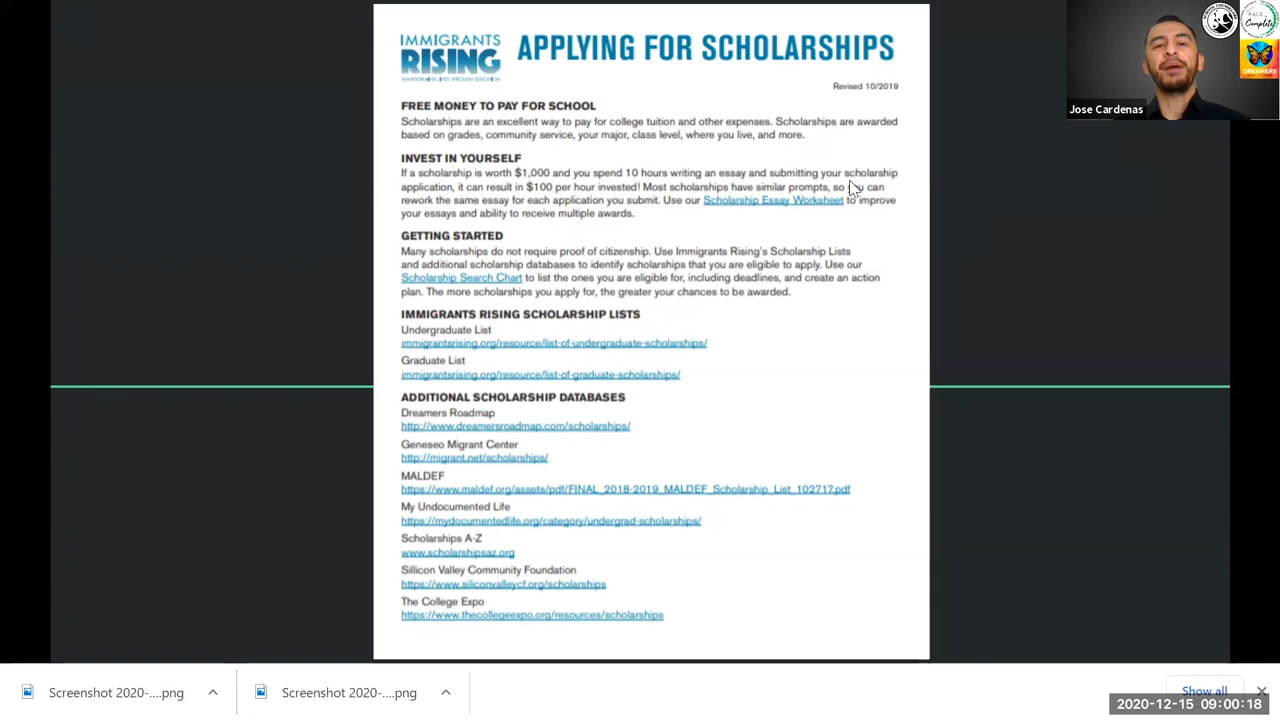 IMMIGRANTS
RISING
TRANSFORMING LIVES THROUGH EDUCATION
APPLYING FOR SCHOLARSHIPS
Revised 10/2019
FREE MONEY TO PAY FOR SCHOOL
Scholarships are an excellent way to pay for college tuition and other expenses. Scholarships are awarded
based on grades, community service, your major, class level, where you live, and more.
INVEST IN YOURSELF
If a scholarship is worth $1,000 and you spend 10 hours writing an essay and submitting your scholarship
application, it can result in $100 per hour invested! Most scholarships have similar prompts, so you can
rework the same essay for each application you submit. Use our Scholarship Essay Worksheet to improve
your essays and ability to receive multiple awards.
GETTING STARTED
Many scholarships do not require proof of citizenship. Use Immigrants Rising's Scholarship Lists
and additional scholarship databases to identify scholarships that you are eligible to apply. Use our
Scholarship Search Chart to list the ones you are eligible for, including deadlines, and create an action
plan. The more scholarships you apply for, the greater your chances to be awarded.
IMMIGRANTS RISING SCHOLARSHIP LISTS
Undergraduate List
immigrantsrising.org/resource/list-of-undergraduate-scholarships/
Graduate List
immigrantsrising.org/resource/list-of-graduate-scholarships/
ADDITIONAL SCHOLARSHIP DATABASES
Dreamers Roadmap
http://www.dreamersroadmap.com/scholarships/
Geneseo Migrant Center
http://migrant.net/scholarships/
MALDEF
https://www.maldef.org/assets/pdf/FINAL_2018-2019_MALDEF_Scholarship_List_102717.pdf
My Undocumented Life
https://mydocumentedlife.org/category/undergrad-scholarships/
Scholarships A-Z
www.scholarshipsaz.org
Sillicon Valley Community Foundation
https://www.siliconvalleycf.org/scholarships
The College Expo
https://www.thecollegeexpo.org/resources/scholarships
RACE
Complete
DREAMERS
WELCOME
Jose Cardenas
Screenshot 2020-....png
Screenshot 2020-....png
Show all
2020-12-15 09:00:18